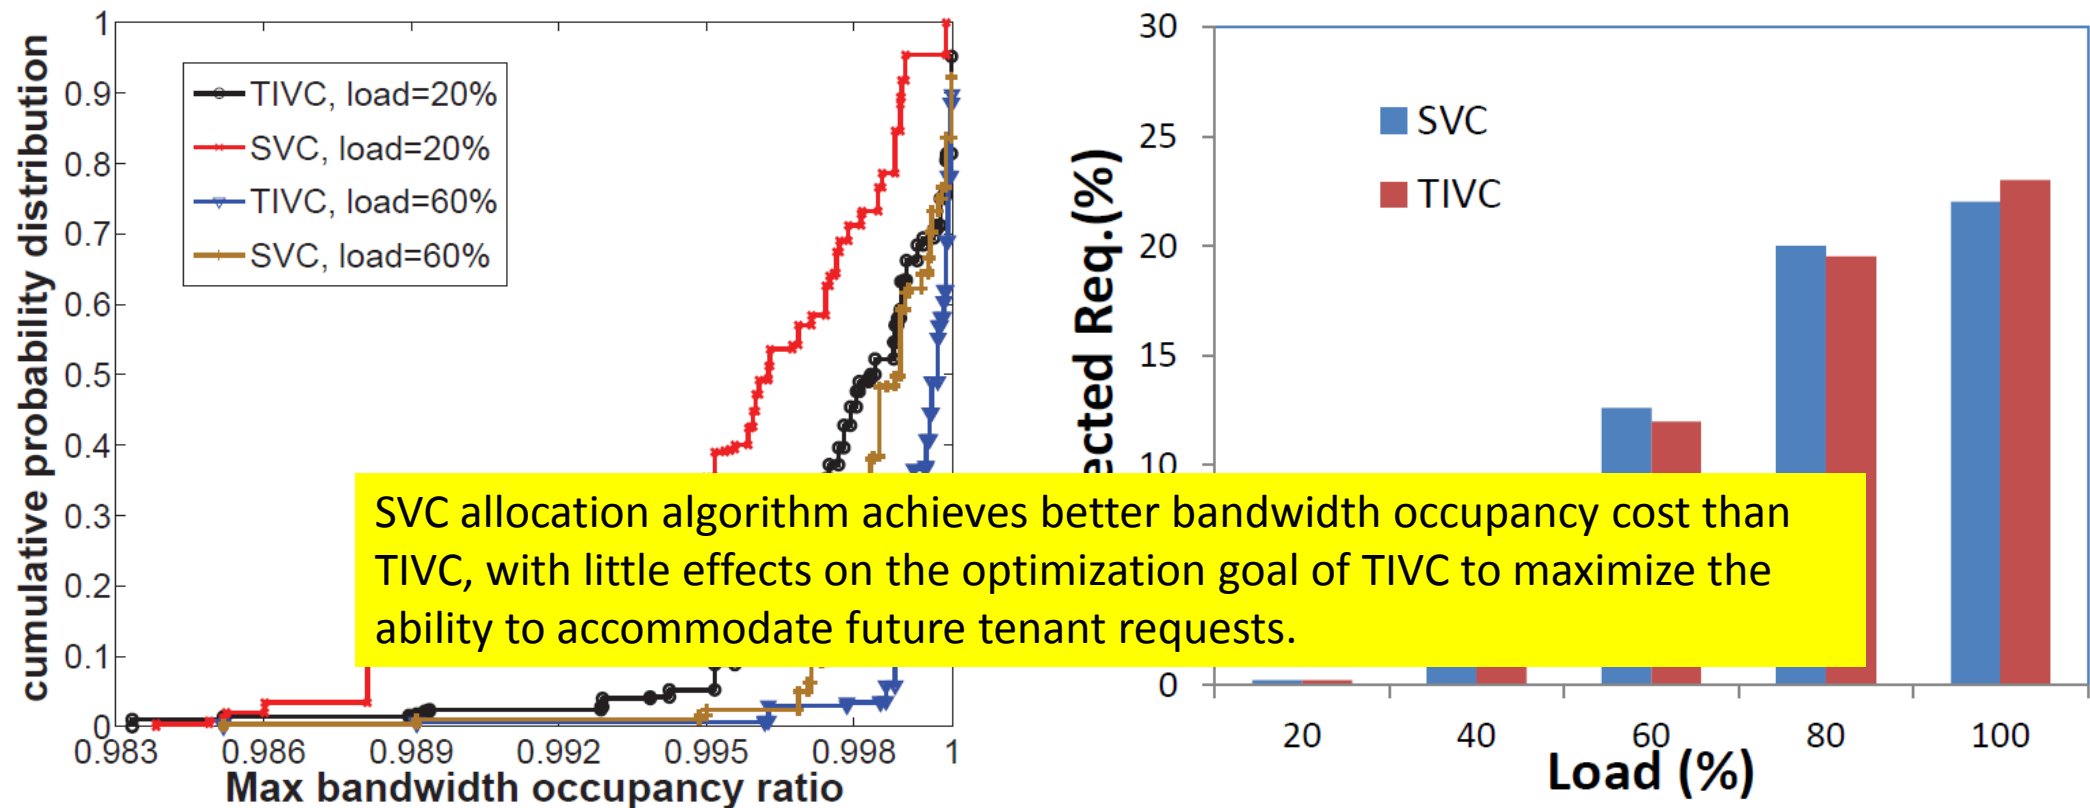 cumulative probability distribution
1
0.9
0.8
0.7
0.6
0.5
0.4
0.3
0.2
0.1
0
TIVC, load=20%
SVC, load=20%
TIVC, load=60%
SVC, load=60%
0.983 0.986 0.989 0.992 0.995 0.998 1
Max bandwidth occupancy ratio
SVC allocation algorithm achieves better bandwidth occupancy cost than
TIVC, with little effects on the optimization goal of TIVC to maximize the
ability to accommodate future tenant requests.
ected Req.(%)
30
25
20
15
10
0
SVC
TIVC
20 40 60 80 100
Load (%)